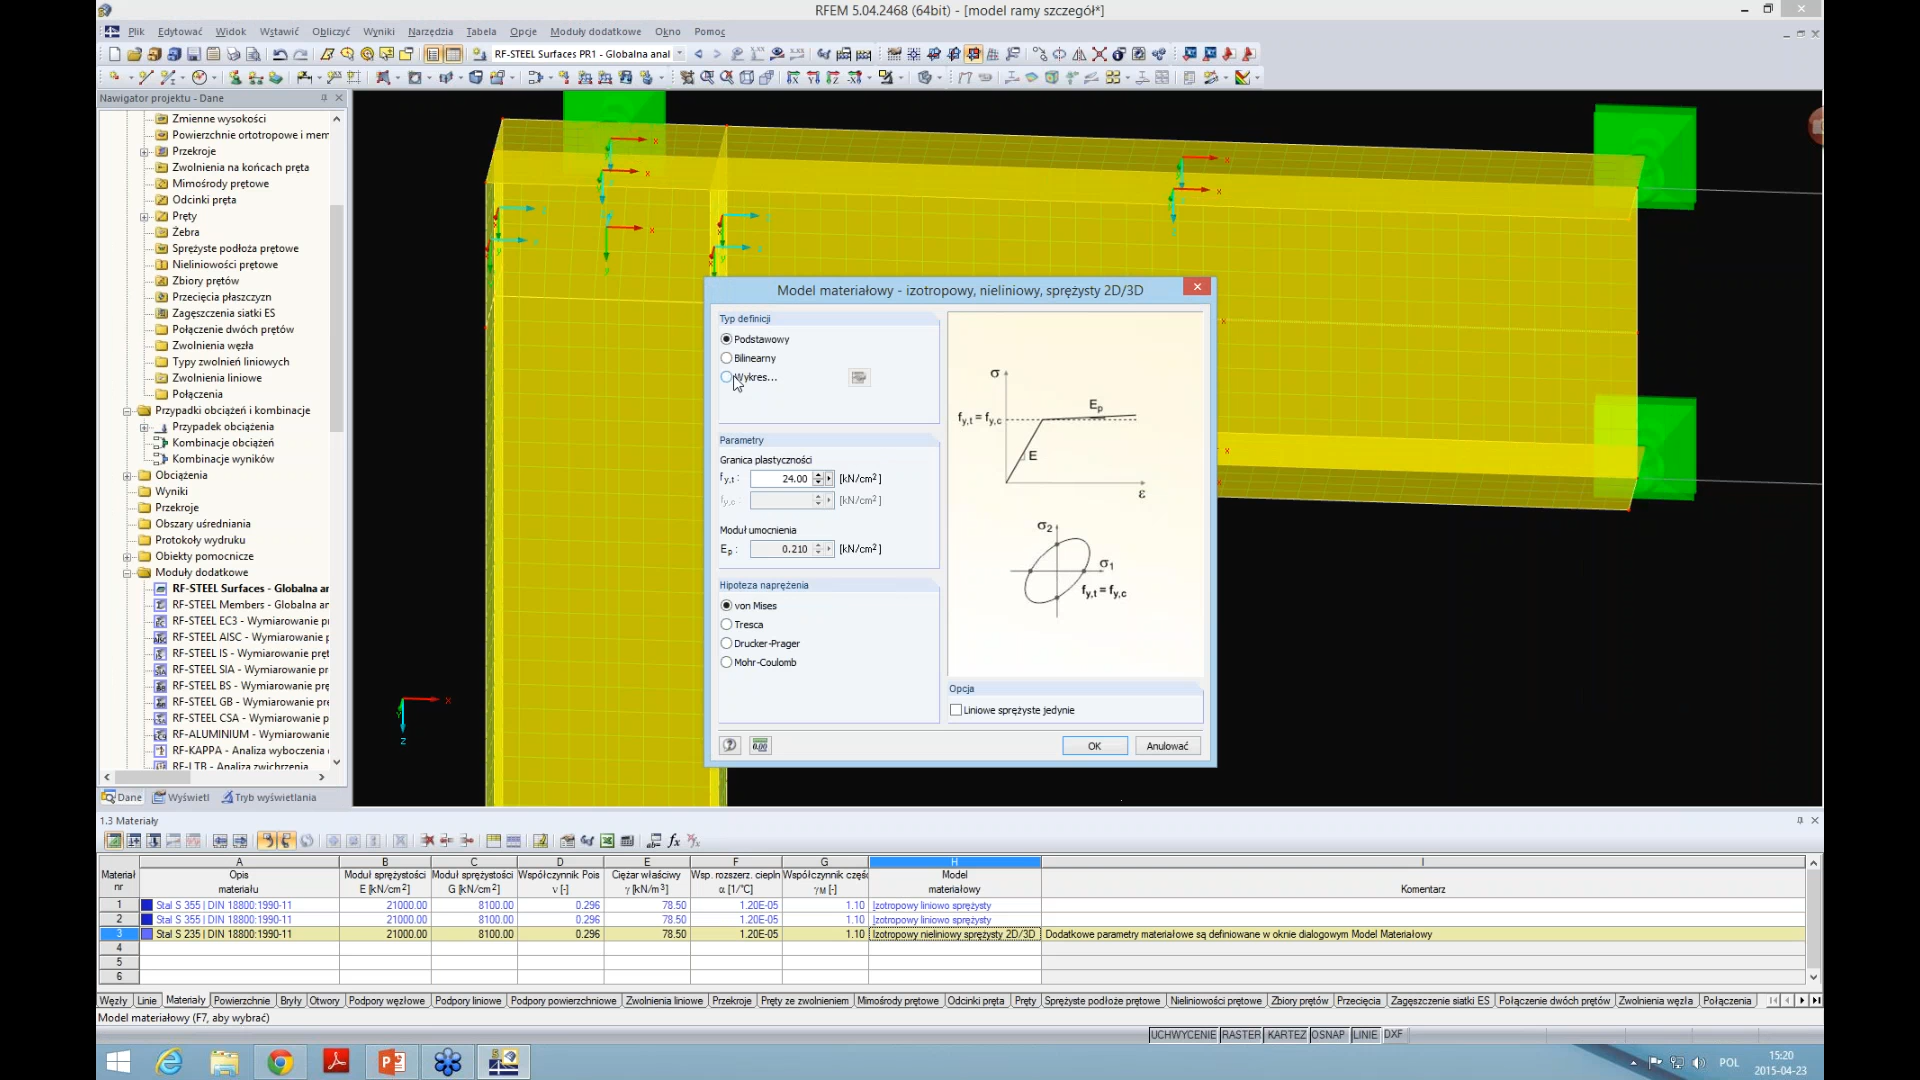 RFEM 5.04.2468 (64bit) - [model ramy szczegół*]
Plik Edytować Widok Wstawić Obliczyć Wyniki Narzędzia Tabela Opcje Moduły dodatkowe Okno Pomoc
RF-STEEL Surfaces PR1 - Globalna anal
Nawigator projektu - Dane
Zmienne wysokości
Powierzchnie ortotropowe i mem
Przekroje
Zwolnienia na końcach pręta
Mimośrody prętowe
Odcinki pręta
Pręty
Żebra
Sprężyste podłoża prętowe
Nieliniowości prętowe
Zbiory prętów
Przecięcia płaszczyzn
Zagęszczenia siatki ES
Połączenie dwóch prętów
Zwolnienia węzła
Typy zwolnień liniowych
Zwolnienia liniowe
Połączenia
Przypadki obciążeń i kombinacje
Przypadek obciążenia
Kombinacje obciążeń
Kombinacje wyników
Obciążenia
Wyniki
Przekroje
Obszary uśredniania
Protokoły wydruku
Obiekty pomocnicze
Moduły dodatkowe
RF-STEEL Surfaces - Globalna ar
RF-STEEL Members - Globalna ar
RF-STEEL EC3 - Wymiarowanie p
RF-STEEL AISC - Wymiarowanie p
RF-STEEL IS - Wymiarowanie pręt
RF-STEEL SIA - Wymiarowanie pr
RF-STEEL BS - Wymiarowanie prę
RF-STEEL GB - Wymiarowanie pr
RF-STEEL CSA - Wymiarowanie p
RF-ALUMINIUM - Wymiarowanie
RF-KAPPA - Analiza wyboczenia
RF-LTB - Analiza zwichrzenia
Dane Wyświetl Tryb wyświetlania
Model materiałowy - izotropowy, nieliniowy, sprężysty 2D/3D
Typ definicji
Podstawowy
Bilinearny
Wykres...
Parametry
Granica plastyczności
fy,t: 24.00 [kN/cm2]
fy,c: [kN/cm2]
Moduł umocnienia
Ep: 0.210 [kN/cm2]
Hipoteza naprężenia
von Mises
Tresca
Drucker-Prager
Mohr-Coulomb
σ
Ep
fy,t = fy,c
E
ε
σ2
σ1
fy,t = fy,c
Opcja
Liniowe sprężyste jedynie
OK Anulować
1.3 Materiały
A B C D E F G H I
Materiał nr
Opis materiału
Moduł sprężystości E [kN/cm2]
Moduł sprężystości G [kN/cm2]
Współczynnik Pois ν [-]
Ciężar właściwy γ [kN/m3]
Wsp. rozszerz. ciepln α [1/°C]
Współczynnik częśc γM [-]
Model materiałowy
Komentarz
1 Stal S 355 | DIN 18800:1990-11 21000.00 8100.00 0.296 78.50 1.20E-05 1.10 Izotropowy liniowo sprężysty
2 Stal S 355 | DIN 18800:1990-11 21000.00 8100.00 0.296 78.50 1.20E-05 1.10 Izotropowy liniowo sprężysty
3 Stal S 235 | DIN 18800:1990-11 21000.00 8100.00 0.296 78.50 1.20E-05 1.10 Izotropowy nieliniowy sprężysty 2D/3D Dodatkowe parametry materiałowe są definiowane w oknie dialogowym Model Materiałowy
4
5
6
Węzły Linie Materiały Powierzchnie Bryły Otwory Podpory węzłowe Podpory liniowe Podpory powierzchniowe Zwolnienia liniowe Przekroje Pręty ze zwolnieniem Mimośrody prętowe Odcinki pręta Pręty Sprężyste podłoże prętowe Nieliniowości prętowe Zbiory prętów Przecięcia Zagęszczenie siatki ES Połączenie dwóch prętów Zwolnienia węzła Połączenia
Model materiałowy (F7, aby wybrać)
UCHWYCENIE RASTER KARTEZ OSNAP LINIE DXF
POL
15:20
2015-04-23